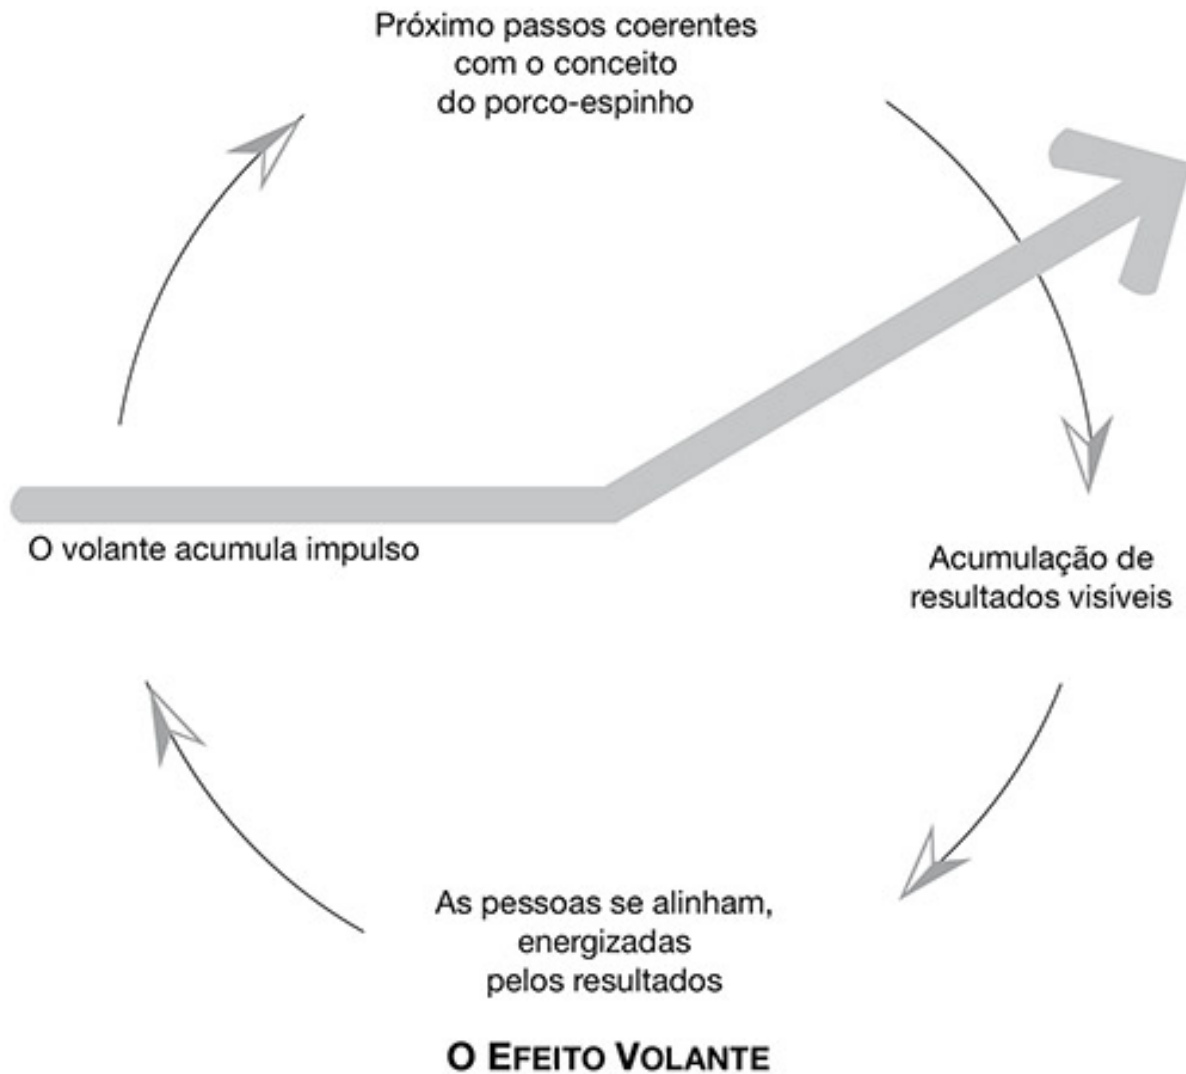 Próximo passos coerentes
com o conceito
do porco-espinho
O volante acumula impulso
Acumulação de
resultados visíveis
As pessoas se alinham,
energizadas
pelos resultados
O EFEITO VOLANTE